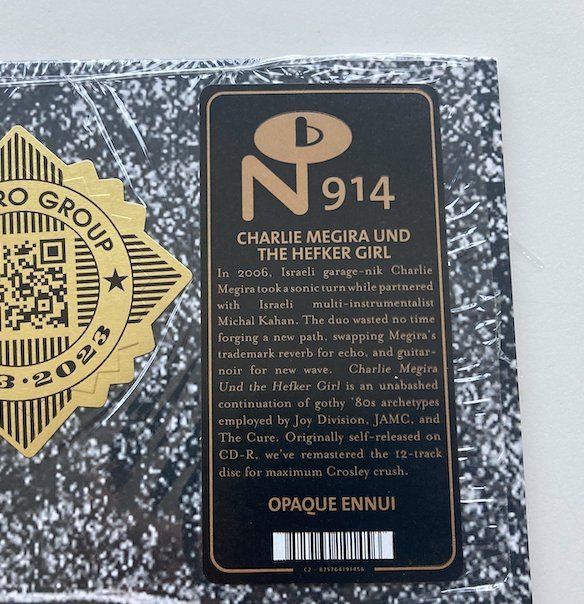 RO GROUP
3 · 2023
N 914
CHARLIE MEGIRA UND
THE HEFKER GIRL
In 2006, Israeli garage-nik Charlie
Megira took a sonic turn while partnered
with Israeli multi-instrumentalist
Michal Kahan. The duo wasted no time
forging a new path, swapping Megira's
trademark reverb for echo, and guitar-
noir for new wave. Charlie Megira
Und the Hefker Girl is an unabashed
continuation of gothy '80s archetypes
employed by Joy Division, JAMC, and
The Cure. Originally self-released on
CD-R, we've remastered the 12-track
disc for maximum Crosley crush.
OPAQUE ENNUI
C2 - 825764191456